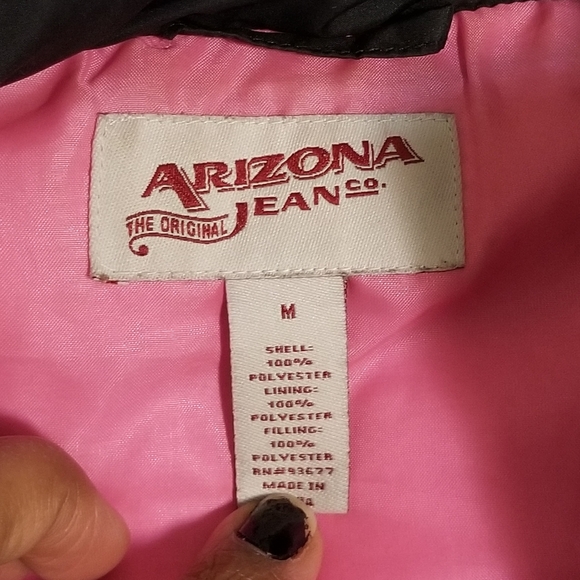 ARIZONA
THE ORIGINAL JEAN CO.
M
SHELL:
100%
POLYESTER
LINING:
100%
POLYESTER
FILLING:
100%
POLYESTER
RN#93677
MADE IN